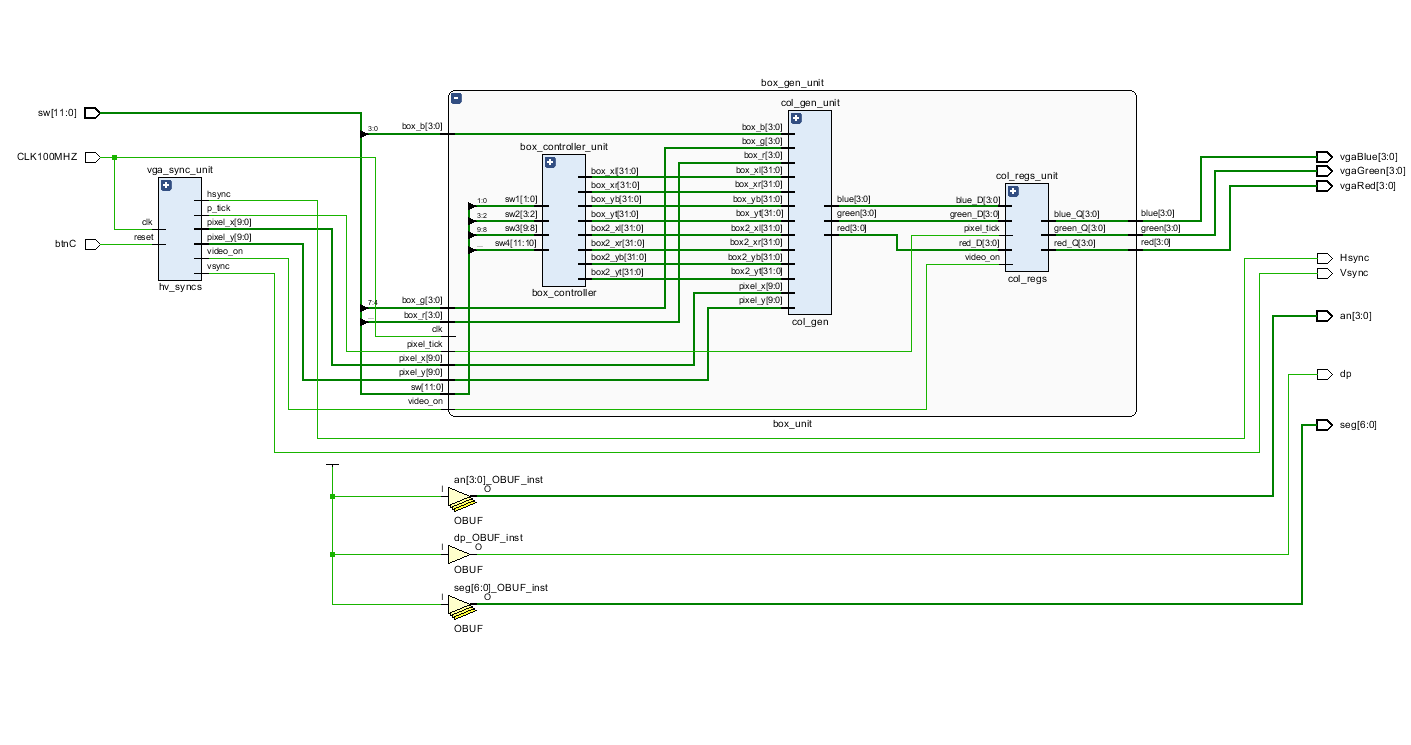 box_gen_unit
sw[11:0]
3:0
box_b[3:0]
CLK100MHZ
vga_sync_unit
hsync
p_tick
clk
pixel_x[9:0]
reset
pixel_y[9:0]
btnC
video_on
vsync
hv_syncs
box_controller_unit
1:0
sw1[1:0]
3:2
sw2[3:2]
9:8
sw3[9:8]
...
sw4[11:10]
box_xl[31:0]
box_xr[31:0]
box_yb[31:0]
box_yt[31:0]
box2_xl[31:0]
box2_xr[31:0]
box2_yb[31:0]
box2_yt[31:0]
box_controller
col_gen_unit
box_b[3:0]
box_g[3:0]
box_r[3:0]
box_xl[31:0]
box_xr[31:0]
box_yb[31:0]
box_yt[31:0]
box2_xl[31:0]
box2_xr[31:0]
box2_yb[31:0]
box2_yt[31:0]
pixel_x[9:0]
pixel_y[9:0]
blue[3:0]
green[3:0]
red[3:0]
col_gen
col_regs_unit
blue_D[3:0]
green_D[3:0]
pixel_tick
red_D[3:0]
video_on
blue_Q[3:0]
green_Q[3:0]
red_Q[3:0]
col_regs
blue[3:0]
green[3:0]
red[3:0]
7:4
box_g[3:0]
...
box_r[3:0]
clk
pixel_tick
pixel_x[9:0]
pixel_y[9:0]
sw[11:0]
video_on
box_unit
vgaBlue[3:0]
vgaGreen[3:0]
vgaRed[3:0]
Hsync
Vsync
an[3:0]
dp
seg[6:0]
an[3:0]_OBUF_inst
I
O
OBUF
dp_OBUF_inst
I
O
OBUF
seg[6:0]_OBUF_inst
I
O
OBUF